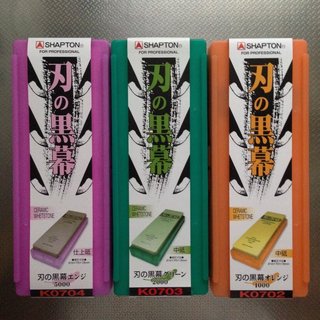 SHAPTON®
FOR PROFESSIONAL
刃の黒幕
CERAMIC
WHETSTONE
仕上砥
刃の黒幕エンジ
5000
K0704
SHAPTON®
FOR PROFESSIONAL
刃の黒幕
CERAMIC
WHETSTONE
中砥
刃の黒幕グリーン
2000
K0703
SHAPTON®
FOR PROFESSIONAL
刃の黒幕
CERAMIC
WHETSTONE
中砥
刃の黒幕オレンジ
1000
K0702